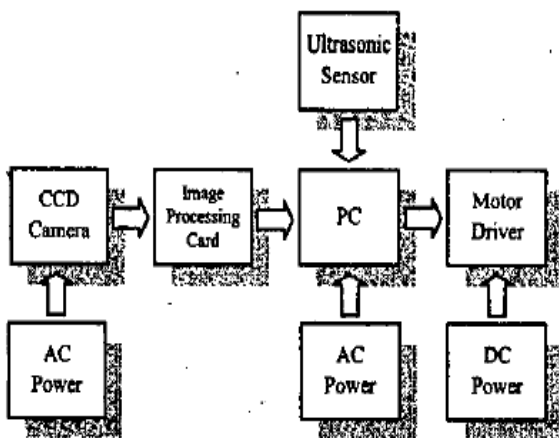 Ultrasonic
Sensor
CCD
Camera
Image
Processing
Card
PC
Motor
Driver
AC
Power
AC
Power
DC
Power